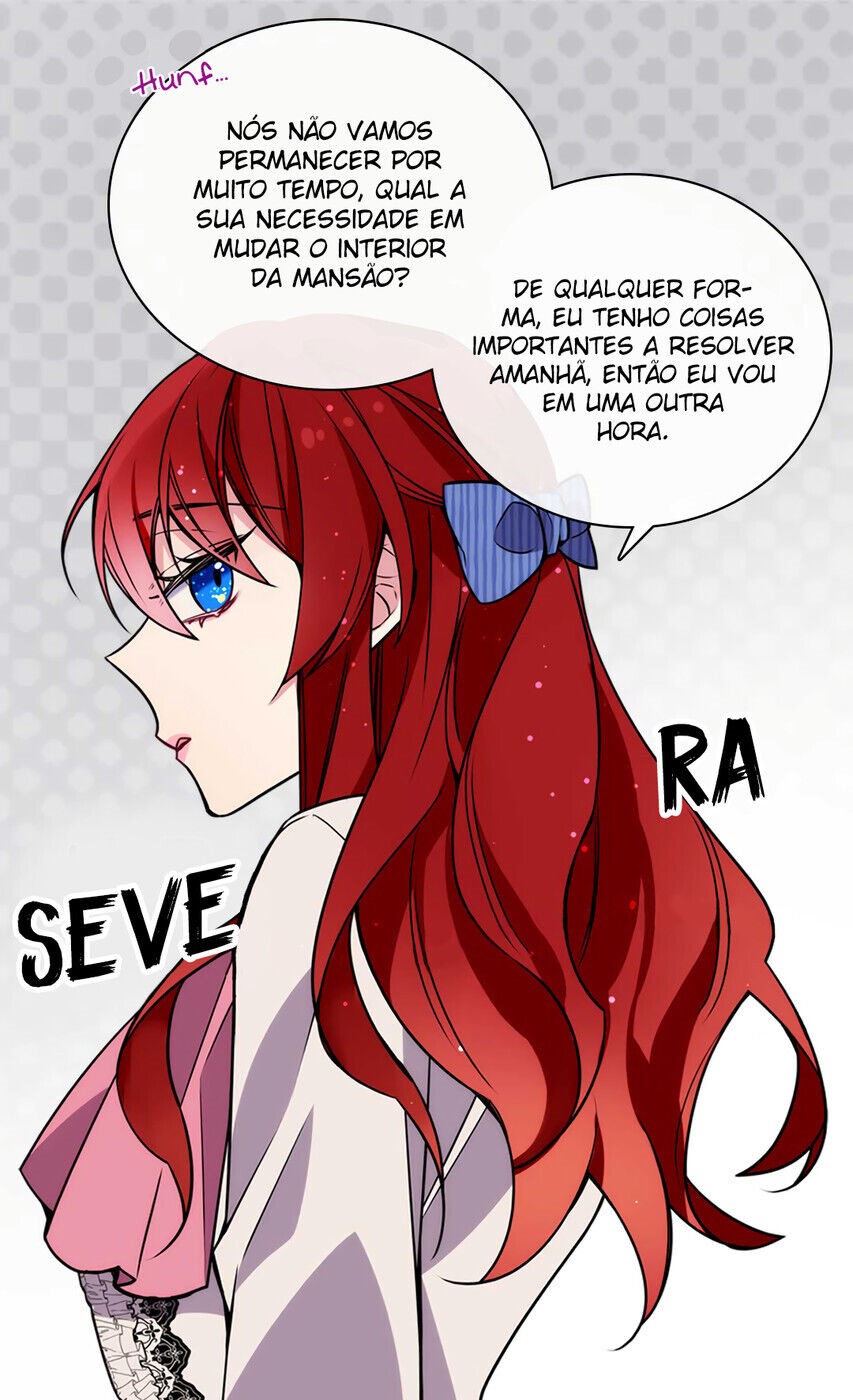 Hunf...
NÓS NÃO VAMOS
PERMANECER POR
MUITO TEMPO, QUAL A
SUA NECESSIDADE EM
MUDAR O INTERIOR
DA MANSÃO?
DE QUALQUER FOR-
MA, EU TENHO COISAS
IMPORTANTES A RESOLVER
AMANHÃ, ENTÃO EU VOU
EM UMA OUTRA
HORA.
SEVE
RA